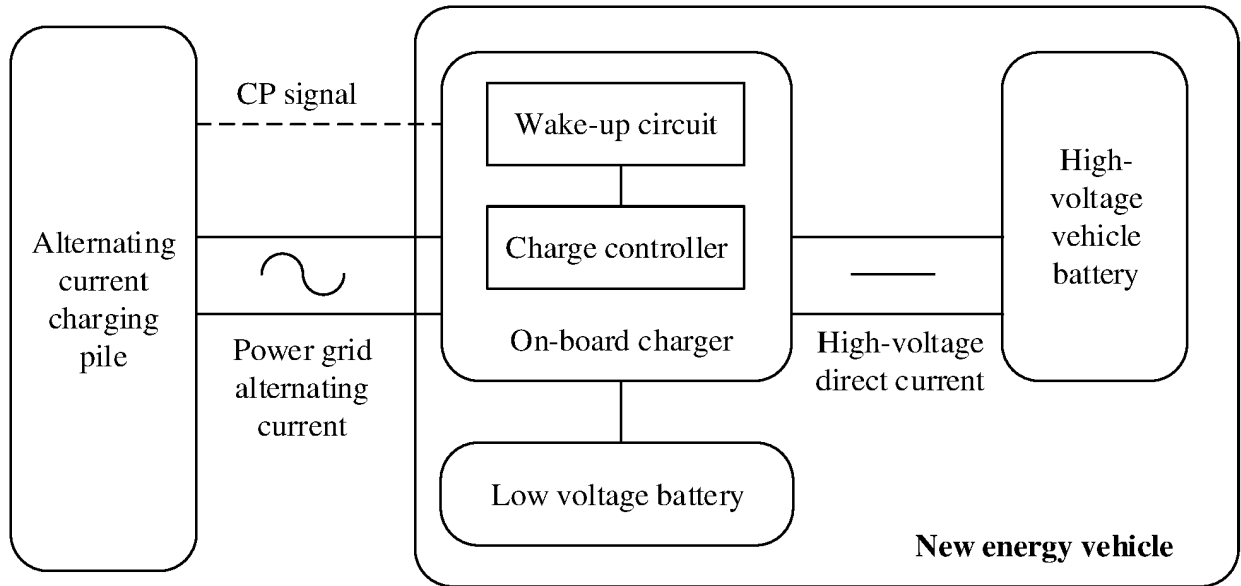 CP signal
Wake-up circuit
Charge controller
On-board charger
Alternating
current
charging
pile
Power grid
alternating
current
High-voltage
direct current
High-
voltage
vehicle
battery
Low voltage battery
New energy vehicle